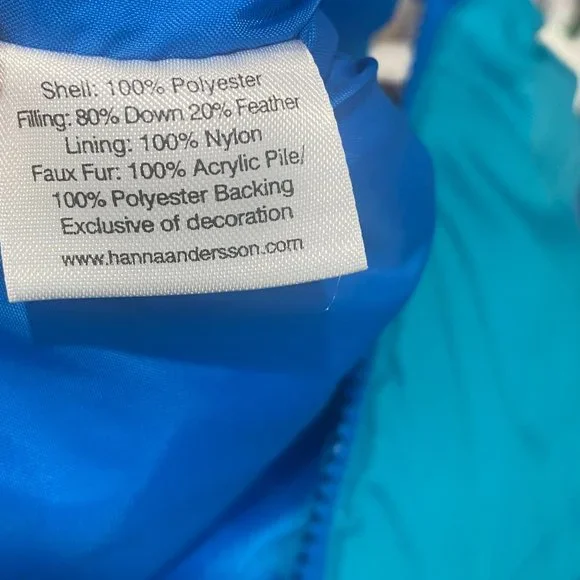 Shell: 100% Polyester
Filling: 80% Down 20% Feather
Lining: 100% Nylon
Faux Fur: 100% Acrylic Pile/
100% Polyester Backing
Exclusive of decoration
www.hannaandersson.com